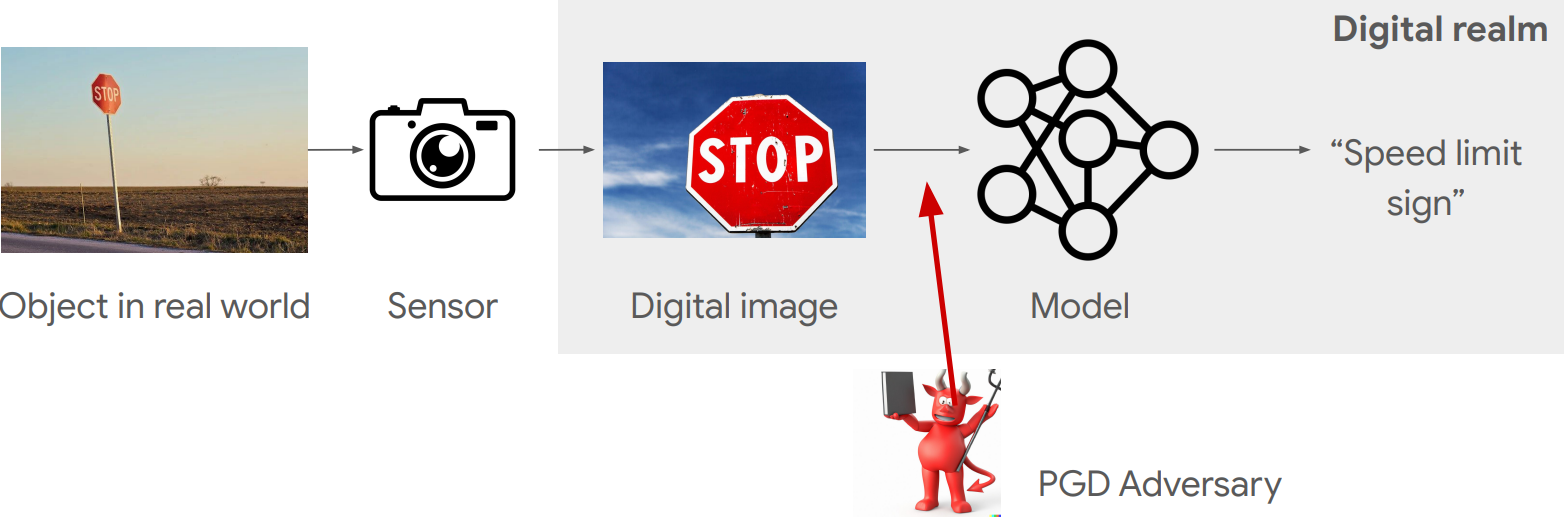 Digital realm
STOP
STOP
“Speed limit
sign”
Object in real world
Sensor
Digital image
Model
PGD Adversary